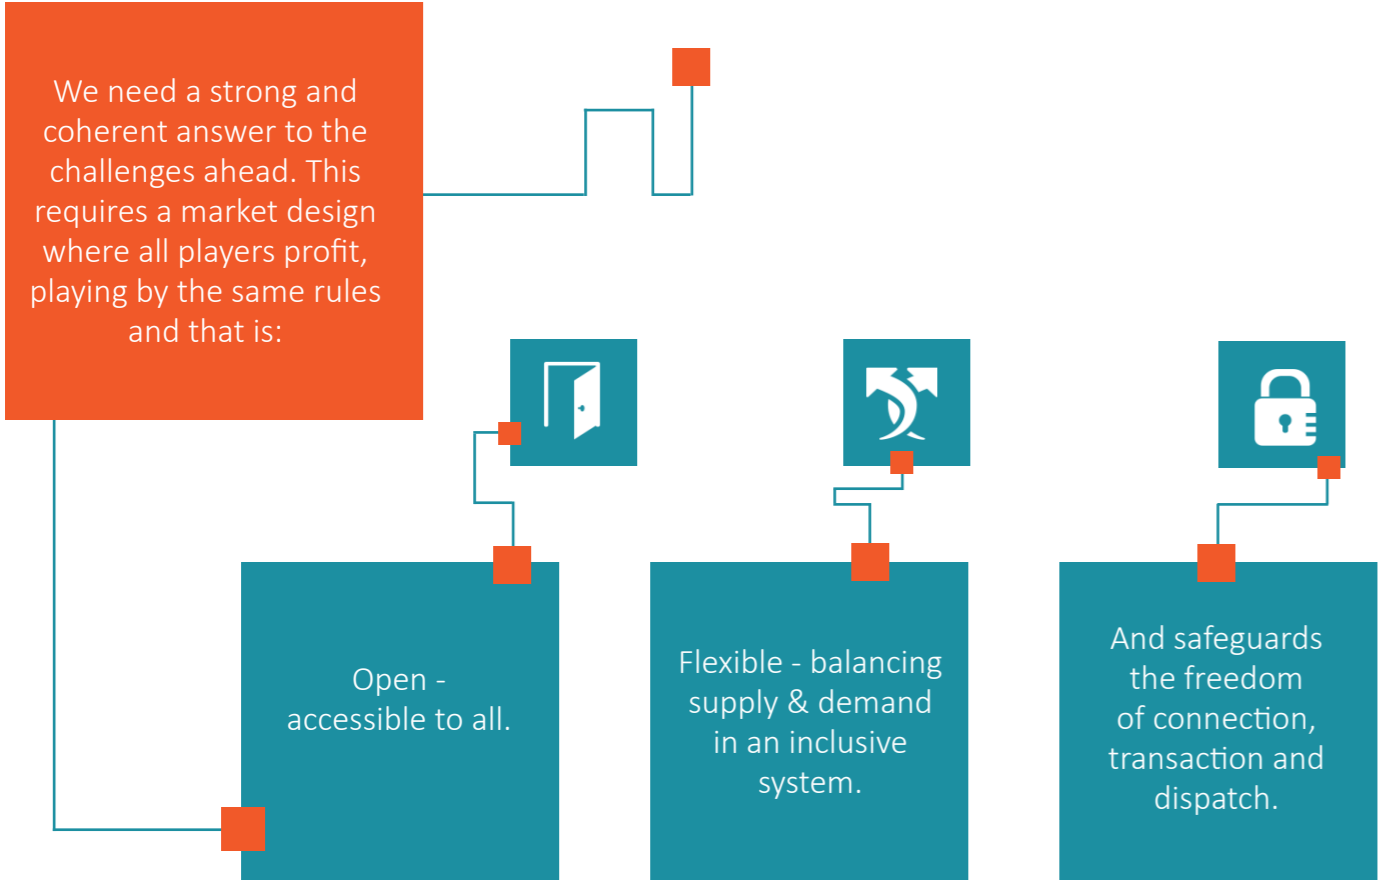 We need a strong and
coherent answer to the
challenges ahead. This
requires a market design
where all players profit,
playing by the same rules
and that is:
Open -
accessible to all.
Flexible - balancing
supply & demand
in an inclusive
system.
And safeguards
the freedom
of connection,
transaction and
dispatch.